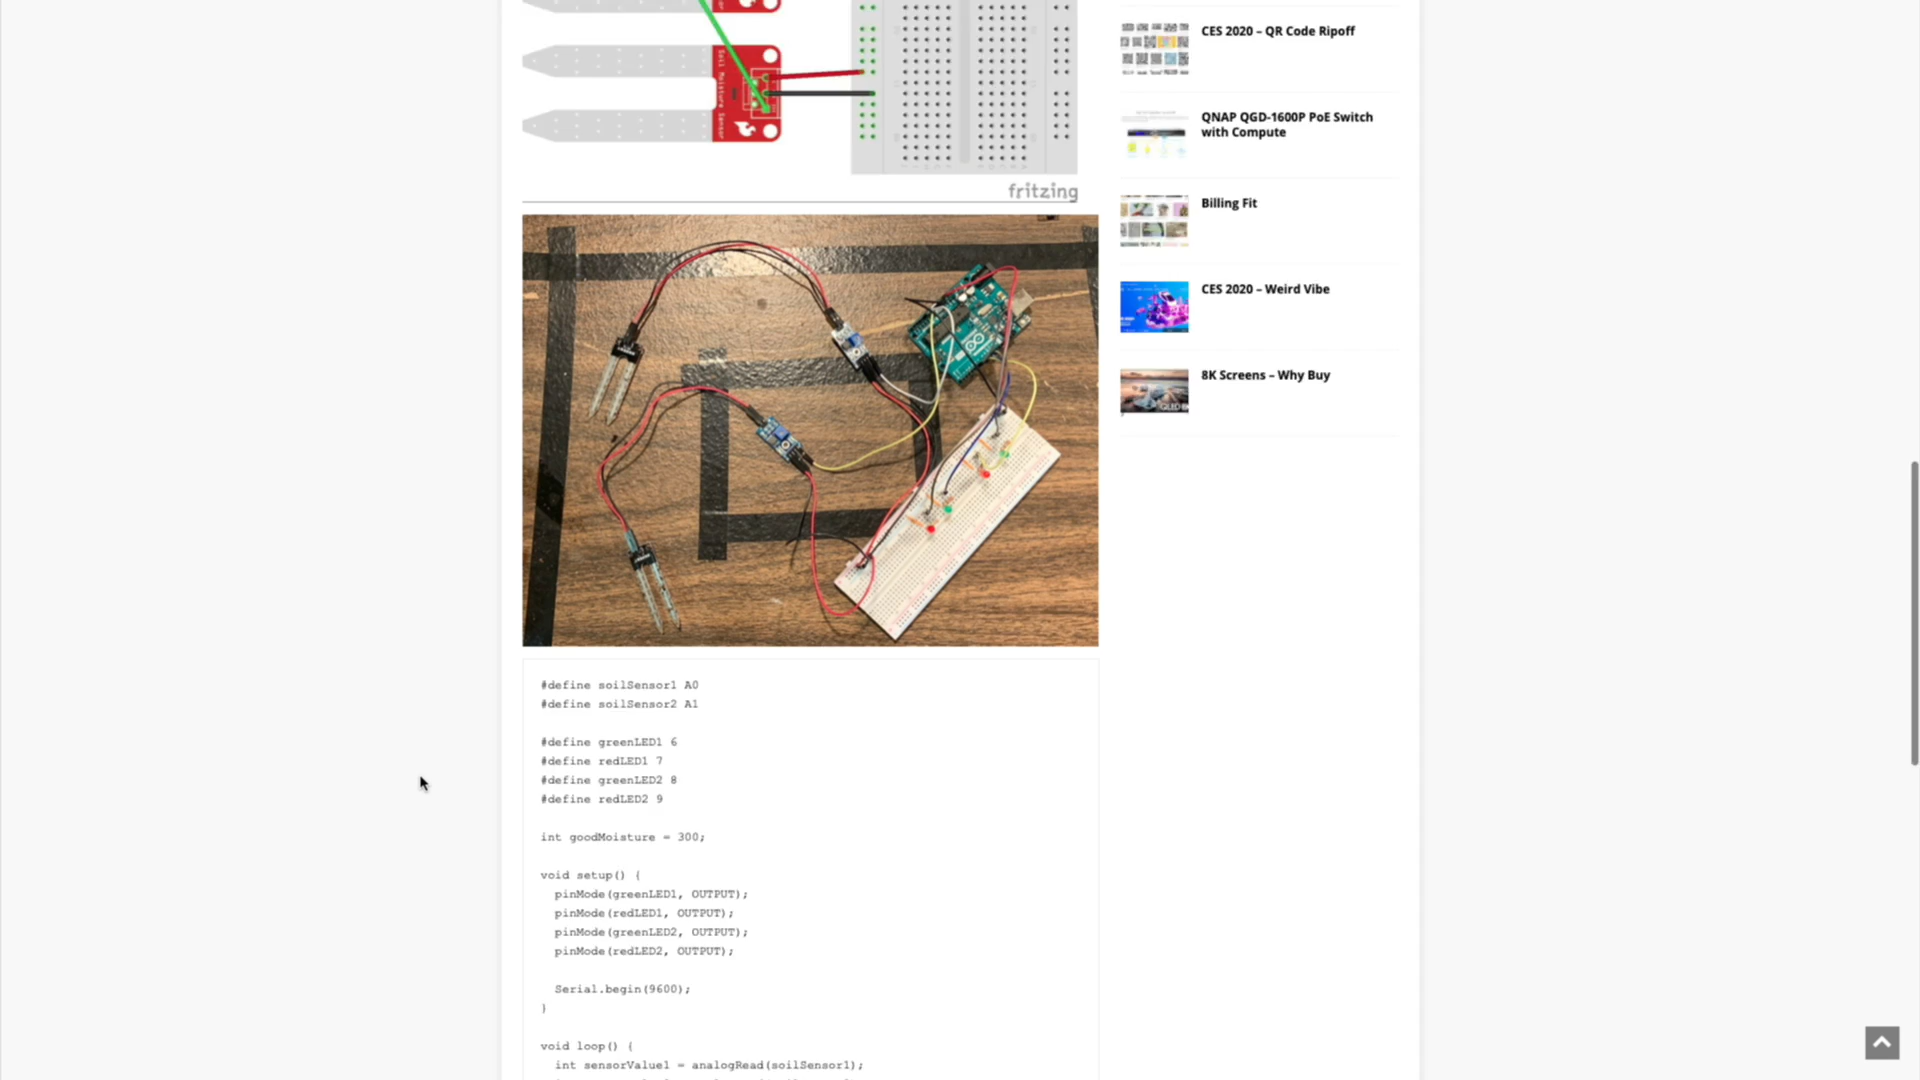 Soil Moisture Sensor
fritzing
#define soilSensor1 A0
#define soilSensor2 A1
#define greenLED1 6
#define redLED1 7
#define greenLED2 8
#define redLED2 9
int goodMoisture = 300;
void setup() {
pinMode(greenLED1, OUTPUT);
pinMode(redLED1, OUTPUT);
pinMode(greenLED2, OUTPUT);
pinMode(redLED2, OUTPUT);
Serial.begin(9600);
}
void loop() {
int sensorValue1 = analogRead(soilSensor1);
CES 2020 – QR Code Ripoff
QNAP QGD-1600P PoE Switch
with Compute
Billing Fit
CES 2020 – Weird Vibe
8K Screens – Why Buy